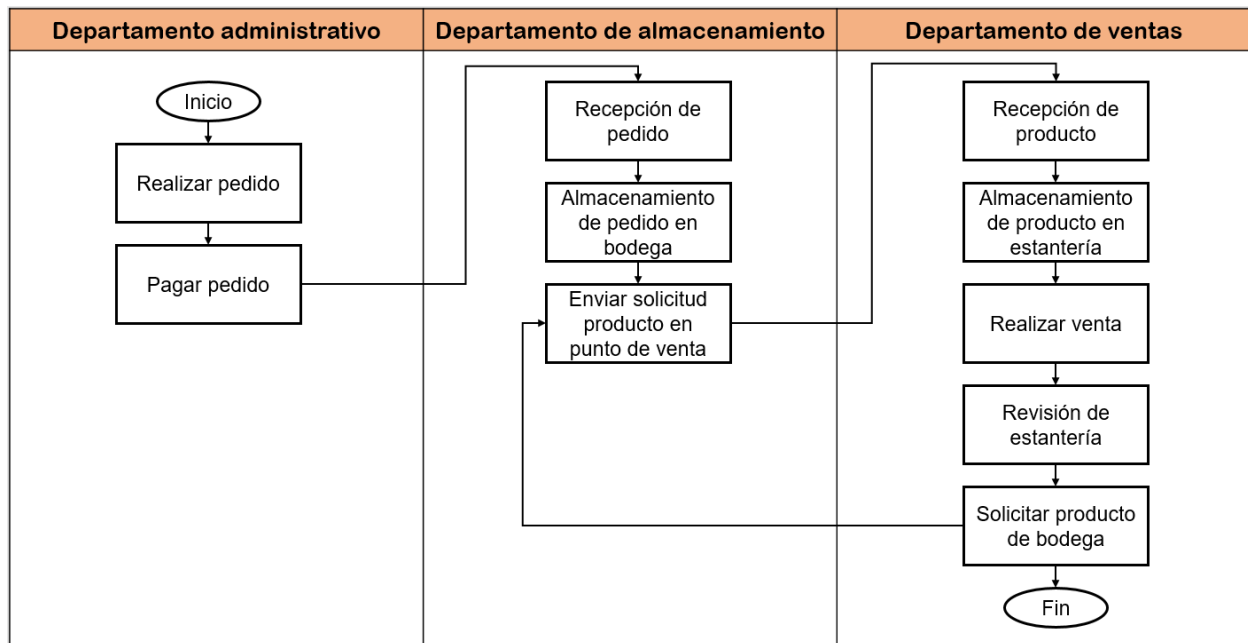 Departamento administrativo
Departamento de almacenamiento
Departamento de ventas
Inicio
Realizar pedido
Pagar pedido
Recepción de
pedido
Almacenamiento
de pedido en
bodega
Enviar solicitud
producto en
punto de venta
Recepción de
producto
Almacenamiento
de producto en
estantería
Realizar venta
Revisión de
estantería
Solicitar producto
de bodega
Fin